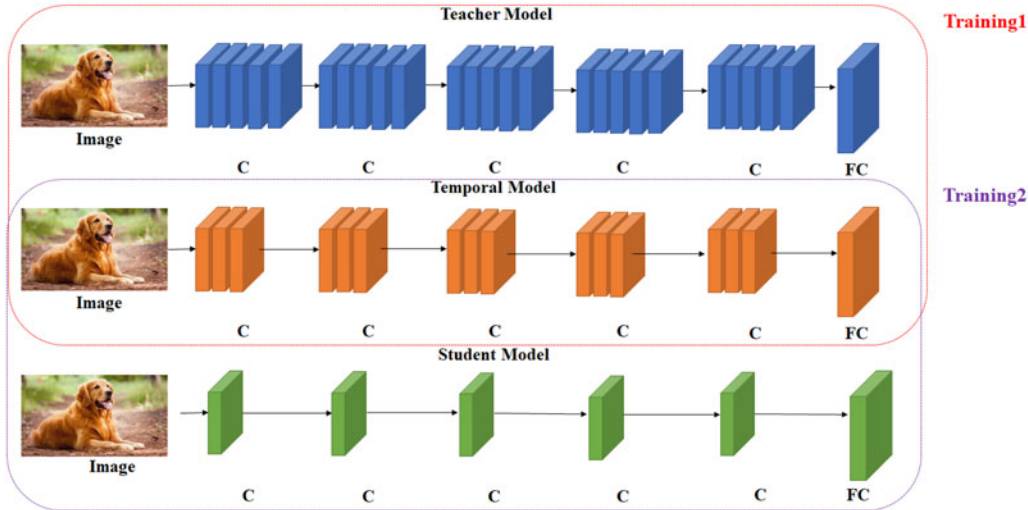 Teacher Model
Training1
Image
C C C C C FC
Temporal Model
Training2
Image
C C C C C FC
Student Model
Image
C C C C C FC